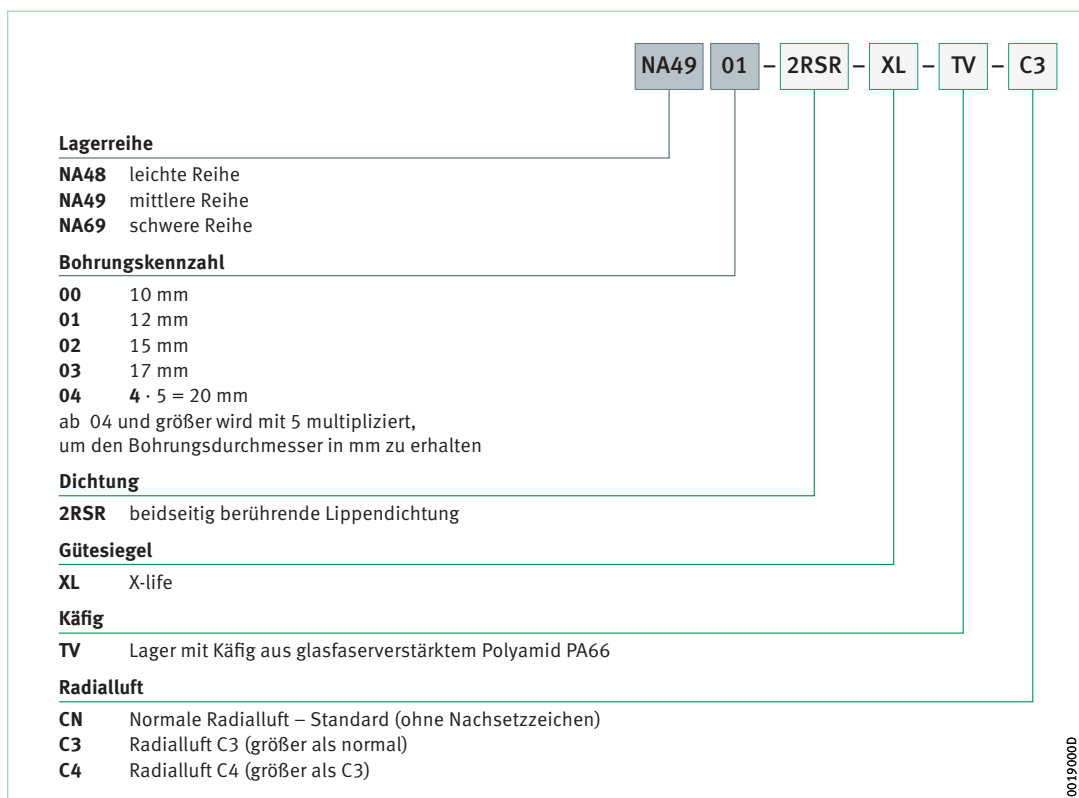 NA49 01 – 2RSR – XL – TV – C3
Lagerreihe
NA48 leichte Reihe
NA49 mittlere Reihe
NA69 schwere Reihe
Bohrungskennzahl
00 10 mm
01 12 mm
02 15 mm
03 17 mm
04 4 · 5 = 20 mm
ab 04 und größer wird mit 5 multipliziert,
um den Bohrungsdurchmesser in mm zu erhalten
Dichtung
2RSR beidseitig berührende Lippendichtung
Gütesiegel
XL X-life
Käfig
TV Lager mit Käfig aus glasfaserverstärktem Polyamid PA66
Radialluft
CN Normale Radialluft – Standard (ohne Nachsetzzeichen)
C3 Radialluft C3 (größer als normal)
C4 Radialluft C4 (größer als C3)
0019000D